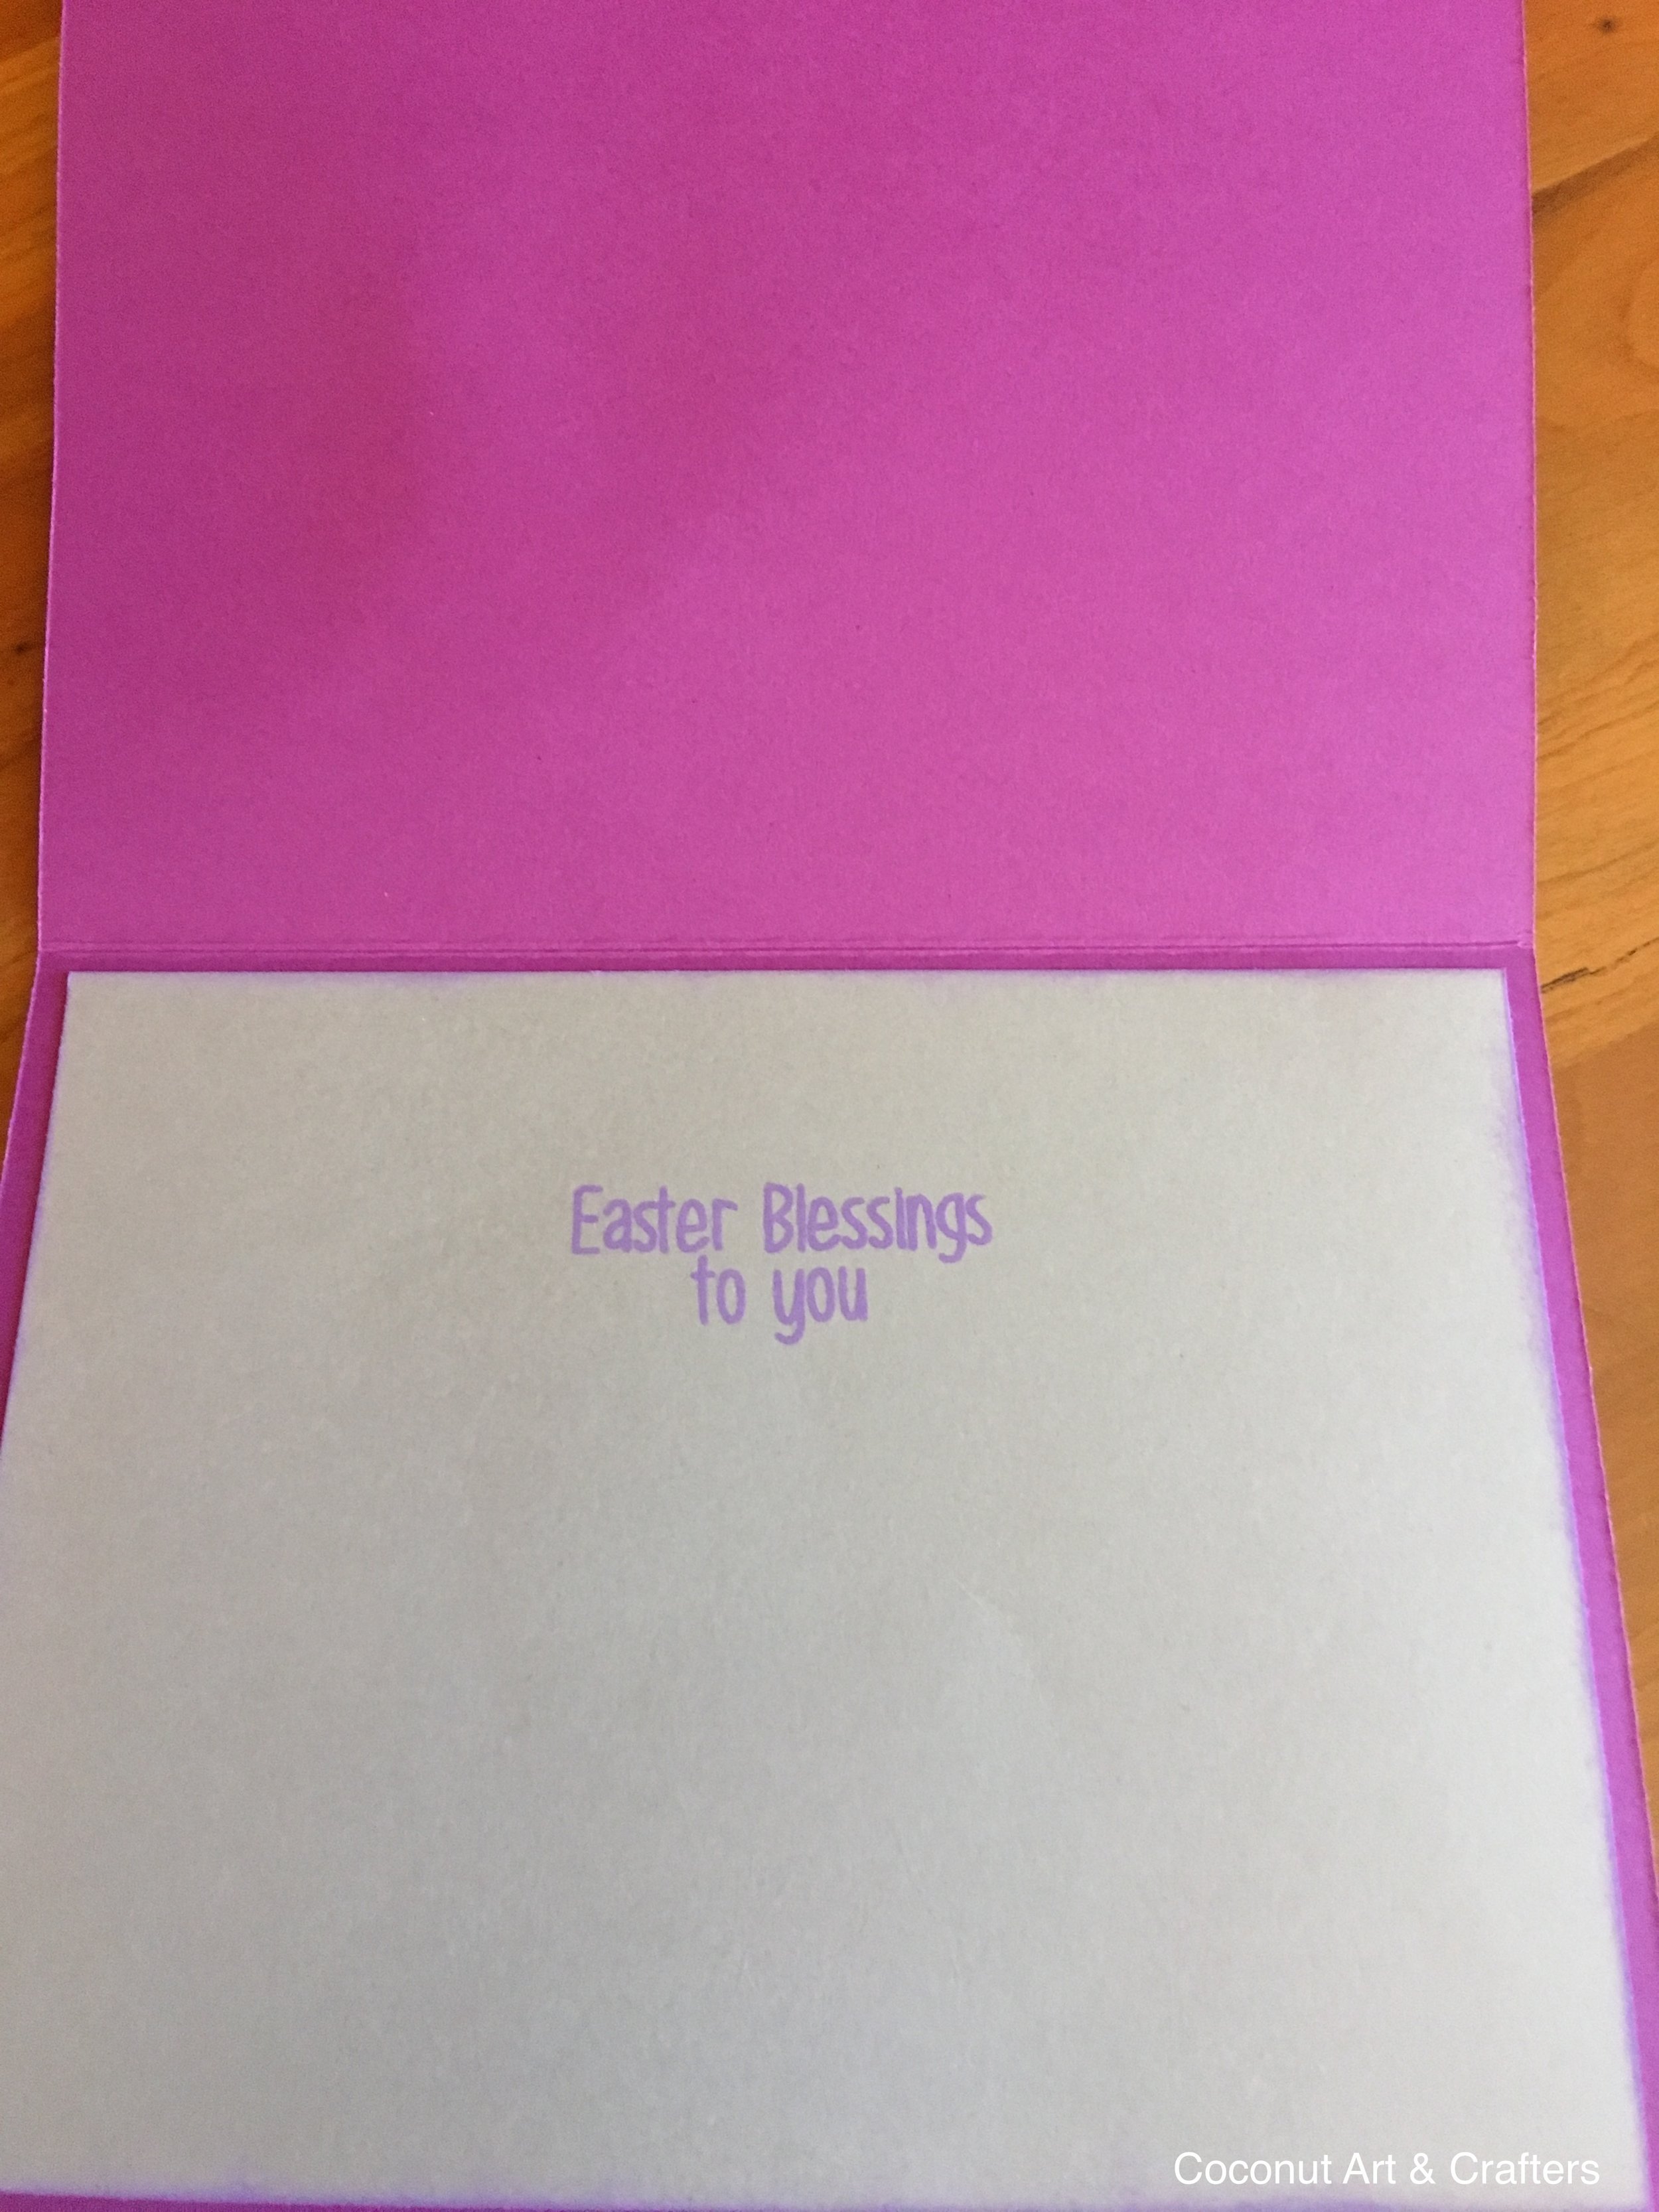 Easter Blessings
to you
Coconut Art & Crafters